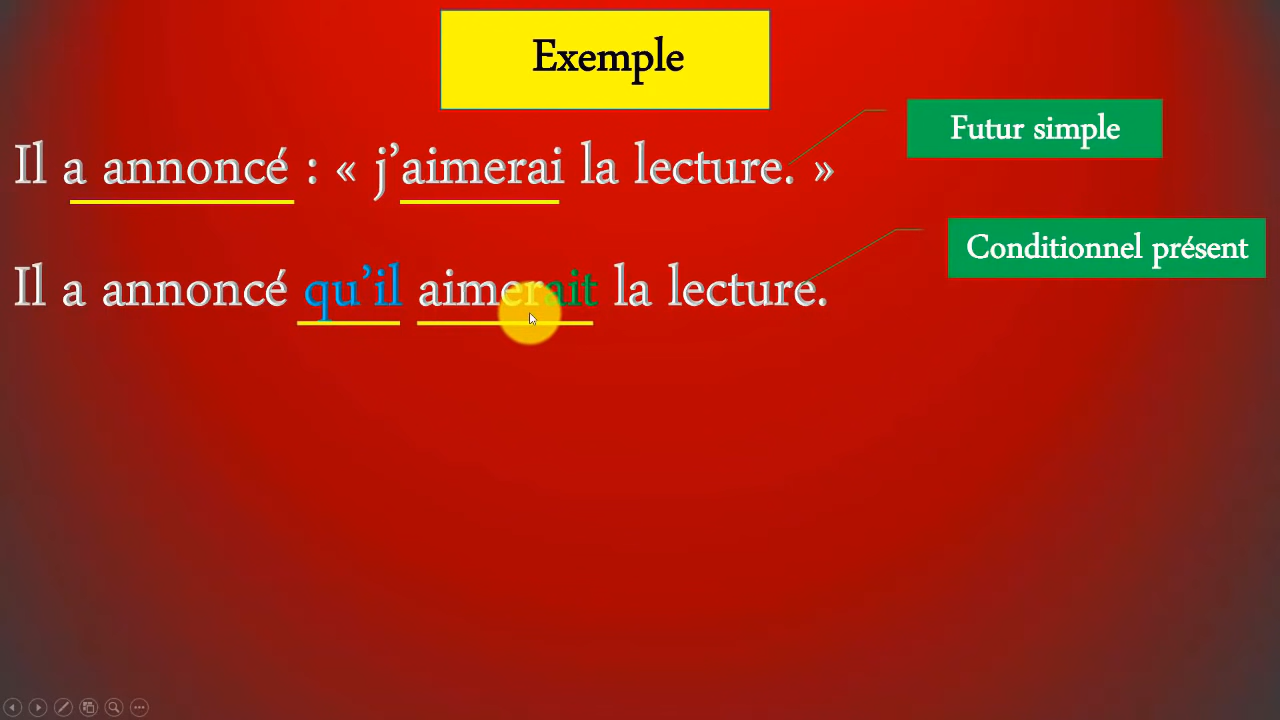 Exemple
Futur simple
Il a annoncé : « j’aimerai la lecture. »
Conditionnel présent
Il a annoncé qu’il aimerait la lecture.